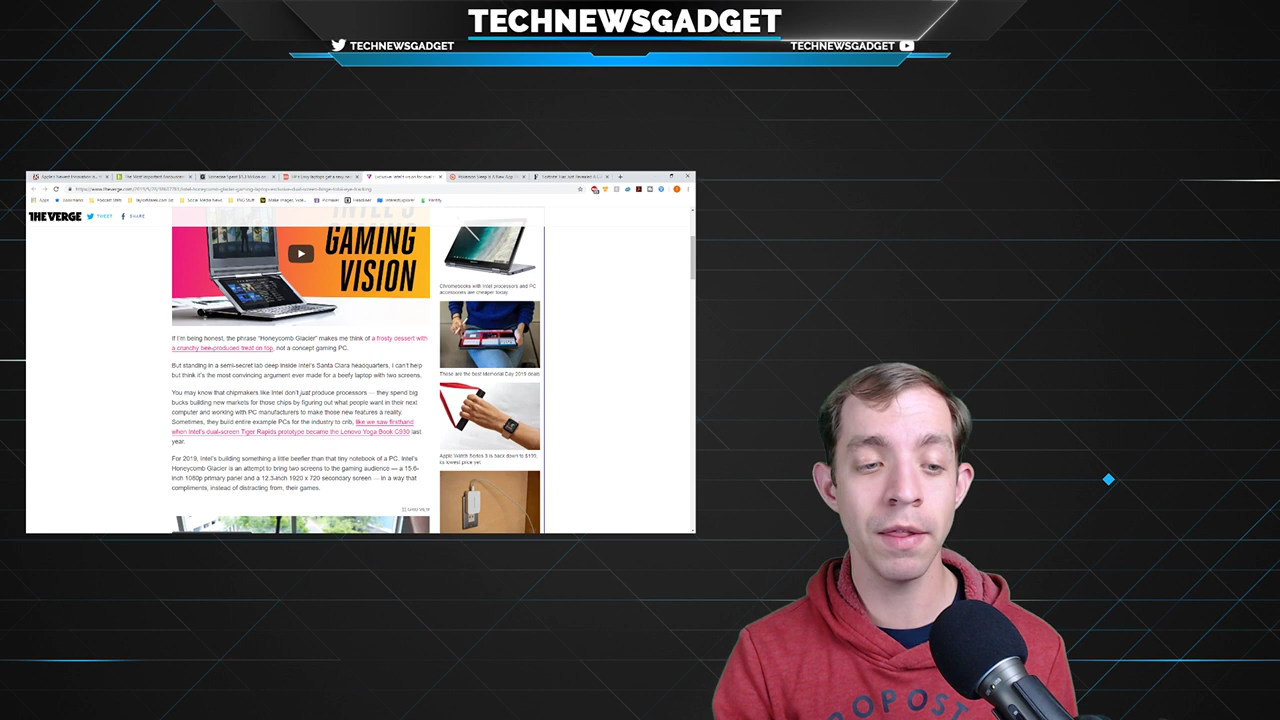 TECHNEWSGADGET
TECHNEWSGADGET
TECHNEWSGADGET
THE VERGE
TWEET
SHARE
INTEL'S
GAMING
VISION
If I'm being honest, the phrase "Honeycomb Glacier" makes me think of a frosty dessert with
a crunchy bee-produced treat on top, not a concept gaming PC.
But standing in a semi-secret lab deep inside Intel's Santa Clara headquarters, I can't help
but think it's the most convincing argument ever made for a beefy laptop with two screens.
You may know that chipmakers like Intel don't just produce processors — they spend big
bucks building new markets for those chips by figuring out what people want in their next
computer and working with PC manufacturers to make those new features a reality.
Sometimes, they build entire example PCs for the industry to crib, like we saw firsthand
when Intel's dual-screen Tiger Rapids prototype became the Lenovo Yoga Book C930 last
year.
For 2019, Intel's building something a little beefier than that tiny notebook of a PC. Intel's
Honeycomb Glacier is an attempt to bring two screens to the gaming audience — a 15.6-
inch 1080p primary panel and a 12.3-inch 1920 x 720 secondary screen — in a way that
compliments, instead of distracting from, their games.
GRID VIEW
Chromebooks with Intel processors and PC
accessories are cheaper today
These are the best Memorial Day 2019 deals
Apple Watch Series 3 is back down to $199,
its lowest price yet
ROPOST